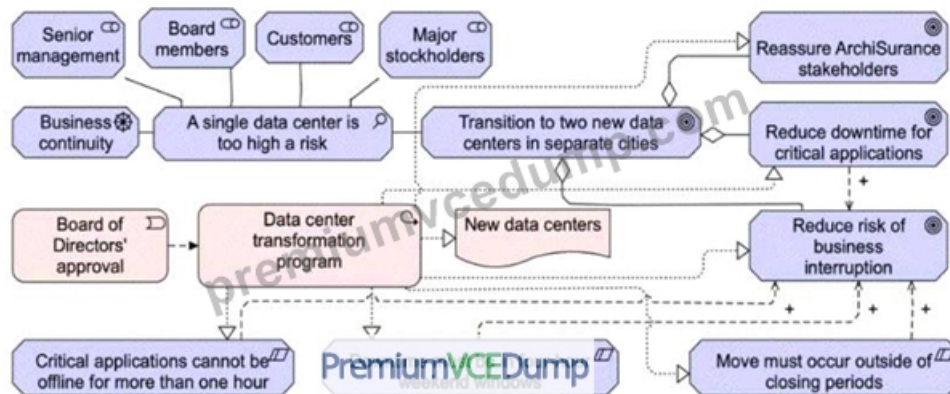 Senior
management
Board
members
Customers
Major
stockholders
Reassure ArchiSurance
stakeholders
Business
continuity
A single data center is
too high a risk
Transition to two new data
centers in separate cities
Reduce downtime for
critical applications
+
Board of
Directors'
approval
Data center
transformation
program
New data centers
Reduce risk of
business
interruption
+
+
+
Critical applications cannot be
offline for more than one hour
weekend windows
Move must occur outside of
closing periods
premiumvcedump.com
PremiumVCEDump